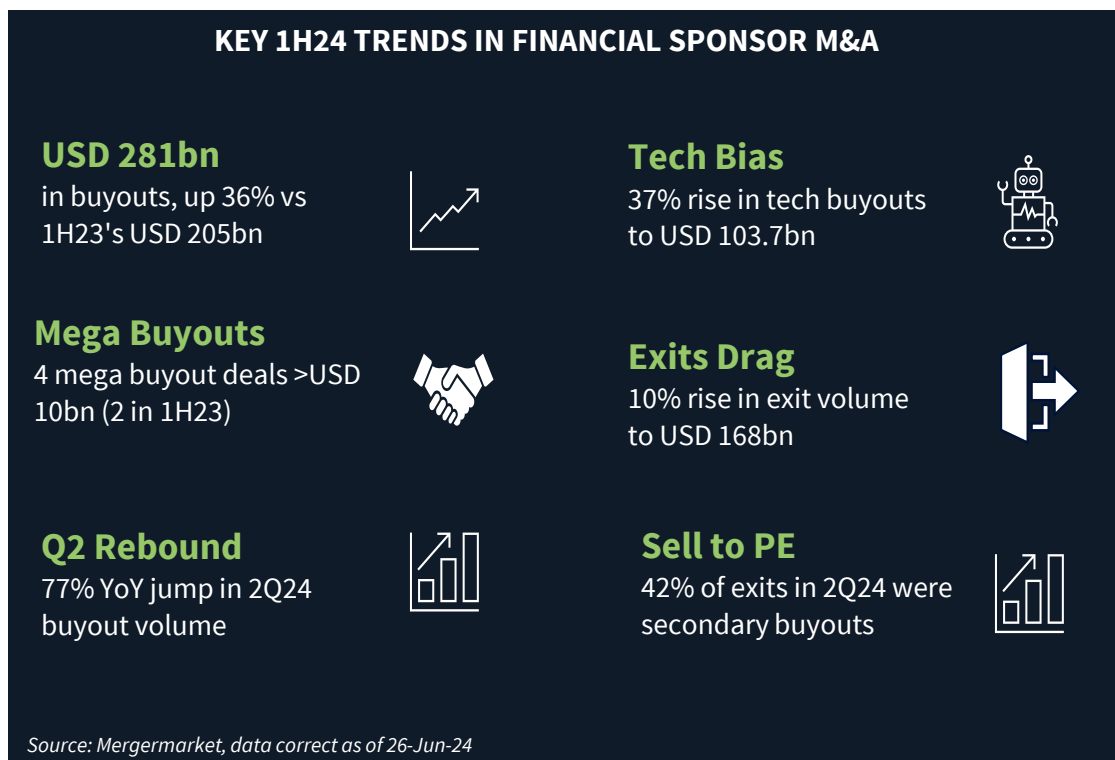 KEY 1H24 TRENDS IN FINANCIAL SPONSOR M&A
USD 281bn
in buyouts, up 36% vs
1H23's USD 205bn
Tech Bias
37% rise in tech buyouts
to USD 103.7bn
Mega Buyouts
4 mega buyout deals >USD
10bn (2 in 1H23)
Exits Drag
10% rise in exit volume
to USD 168bn
Q2 Rebound
77% YoY jump in 2Q24
buyout volume
Sell to PE
42% of exits in 2Q24 were
secondary buyouts
Source: Mergermarket, data correct as of 26-Jun-24